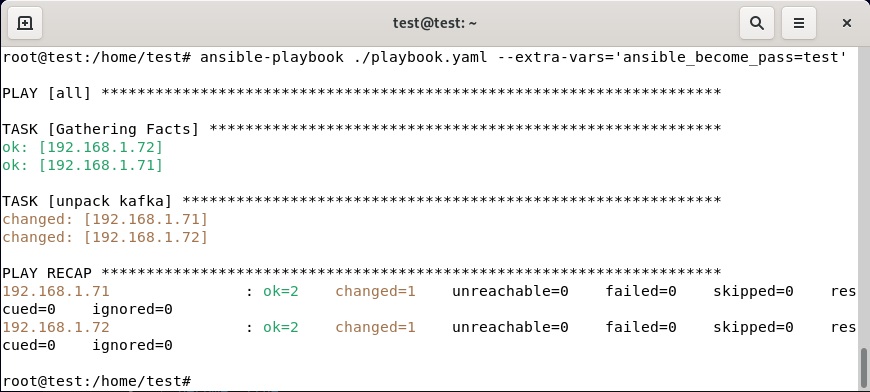 test@test: ~
root@test:/home/test# ansible-playbook ./playbook.yaml --extra-vars='ansible_become_pass=test'
PLAY [all] *********************************************************************
TASK [Gathering Facts] *********************************************************
ok: [192.168.1.72]
ok: [192.168.1.71]
TASK [unpack kafka] ************************************************************
changed: [192.168.1.71]
changed: [192.168.1.72]
PLAY RECAP *********************************************************************
192.168.1.71               : ok=2    changed=1    unreachable=0    failed=0    skipped=0    res
cued=0    ignored=0
192.168.1.72               : ok=2    changed=1    unreachable=0    failed=0    skipped=0    res
cued=0    ignored=0
root@test:/home/test#